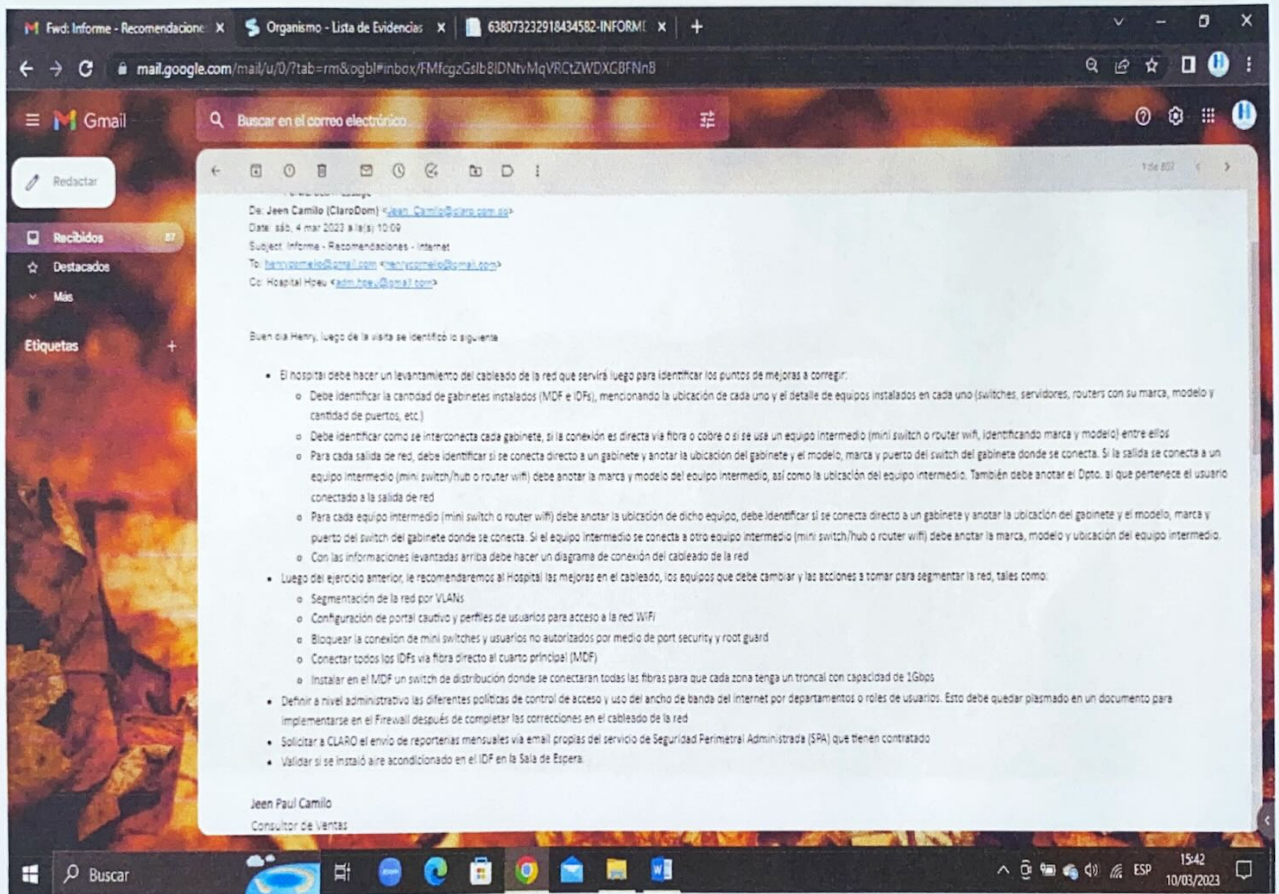 Fwd: Informe - Recomendacione
Organismo - Lista de Evidencias
638073232918434582-INFORME
mail.google.com/mail/u/0/?tab=rm&ogbl#inbox/
Gmail
Buscar en el correo electrónico
Redactar
1 de 807
De: Jeen Camilo (ClaroDom) <Jean_Camilo@claro.com.do>
Recibidos 87
Date: sáb, 4 mar 2023 a la(s) 10:09
Subject: Informe - Recomendaciones - Internet
Destacados
To: henrycornelio@gmail.com <henrycornelio@gmail.com>
Cc: Hospital Hpeu <adm.hpeu@gmail.com>
Más
Etiquetas +
Buen dia Henry, luego de la visita se identificó lo siguiente
• El hospital debe hacer un levantamiento del cableado de la red que servirá luego para identificar los puntos de mejoras a corregir:
o Debe identificar la cantidad de gabinetes instalados (MDF e IDFs), mencionando la ubicación de cada uno y el detalle de equipos instalados en cada uno (switches, servidores, routers con su marca, modelo y
cantidad de puertos, etc.)
o Debe identificar como se interconecta cada gabinete, si la conexión es directa vía fibra o cobre o si se usa un equipo intermedio (mini switch o router wifi, identificando marca y modelo) entre ellos
o Para cada salida de red, debe identificar si se conecta directo a un gabinete y anotar la ubicación del gabinete y el modelo, marca y puerto del switch del gabinete donde se conecta. Si la salida se conecta a un
equipo intermedio (mini switch/hub o router wifi) debe anotar la marca y modelo del equipo intermedio, así como la ubicación del equipo intermedio. También debe anotar el Dpto. al que pertenece el usuario
conectado a la salida de red
o Para cada equipo intermedio (mini switch o router wifi) debe anotar la ubicación de dicho equipo, debe identificar si se conecta directo a un gabinete y anotar la ubicación del gabinete y el modelo, marca y
puerto del switch del gabinete donde se conecta. Si el equipo intermedio se conecta a otro equipo intermedio (mini switch/hub o router wifi) debe anotar la marca, modelo y ubicación del equipo intermedio.
o Con las informaciones levantadas arriba debe hacer un diagrama de conexión del cableado de la red
• Luego del ejercicio anterior, le recomendaremos al Hospital las mejoras en el cableado, los equipos que debe cambiar y las acciones a tomar para segmentar la red, tales como:
o Segmentación de la red por VLANs
o Configuración de portal cautivo y perfiles de usuarios para acceso a la red WiFi
o Bloquear la conexión de mini switches y usuarios no autorizados por medio de port security y root guard
o Conectar todos los IDFs via fibra directo al cuarto principal (MDF)
o Instalar en el MDF un switch de distribución donde se conectaran todas las fibras para que cada zona tenga un troncal con capacidad de 1Gbps
• Definir a nivel administrativo las diferentes políticas de control de acceso y uso del ancho de banda del internet por departamentos o roles de usuarios. Esto debe quedar plasmado en un documento para
implementarse en el Firewall después de completar las correcciones en el cableado de la red
• Solicitar a CLARO el envío de reporterías mensuales vía email propias del servicio de Seguridad Perimetral Administrada (SPA) que tienen contratado
• Validar si se instaló aire acondicionado en el IDF en la Sala de Espera.
Jeen Paul Camilo
Consultor de Ventas
Buscar
zoom
ESP
15:42
10/03/2023